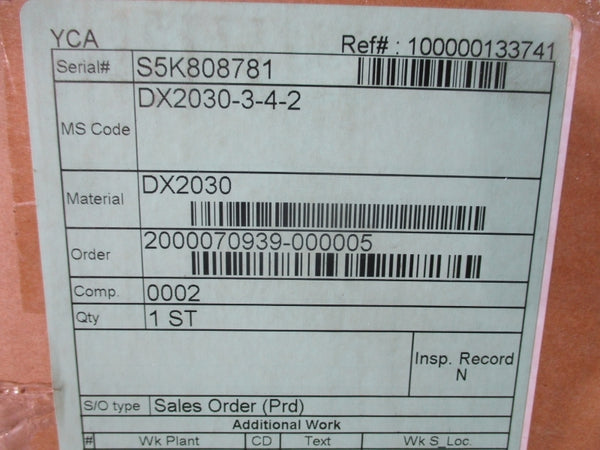 YCA Ref# : 100000133741
Serial# S5K808781
MS Code DX2030-3-4-2
Material DX2030
Order 2000070939-000005
Comp. 0002
Qty 1 ST
Insp. Record
N
S/O type Sales Order (Prd)
Additional Work
# Wk Plant CD Text Wk S_Loc.